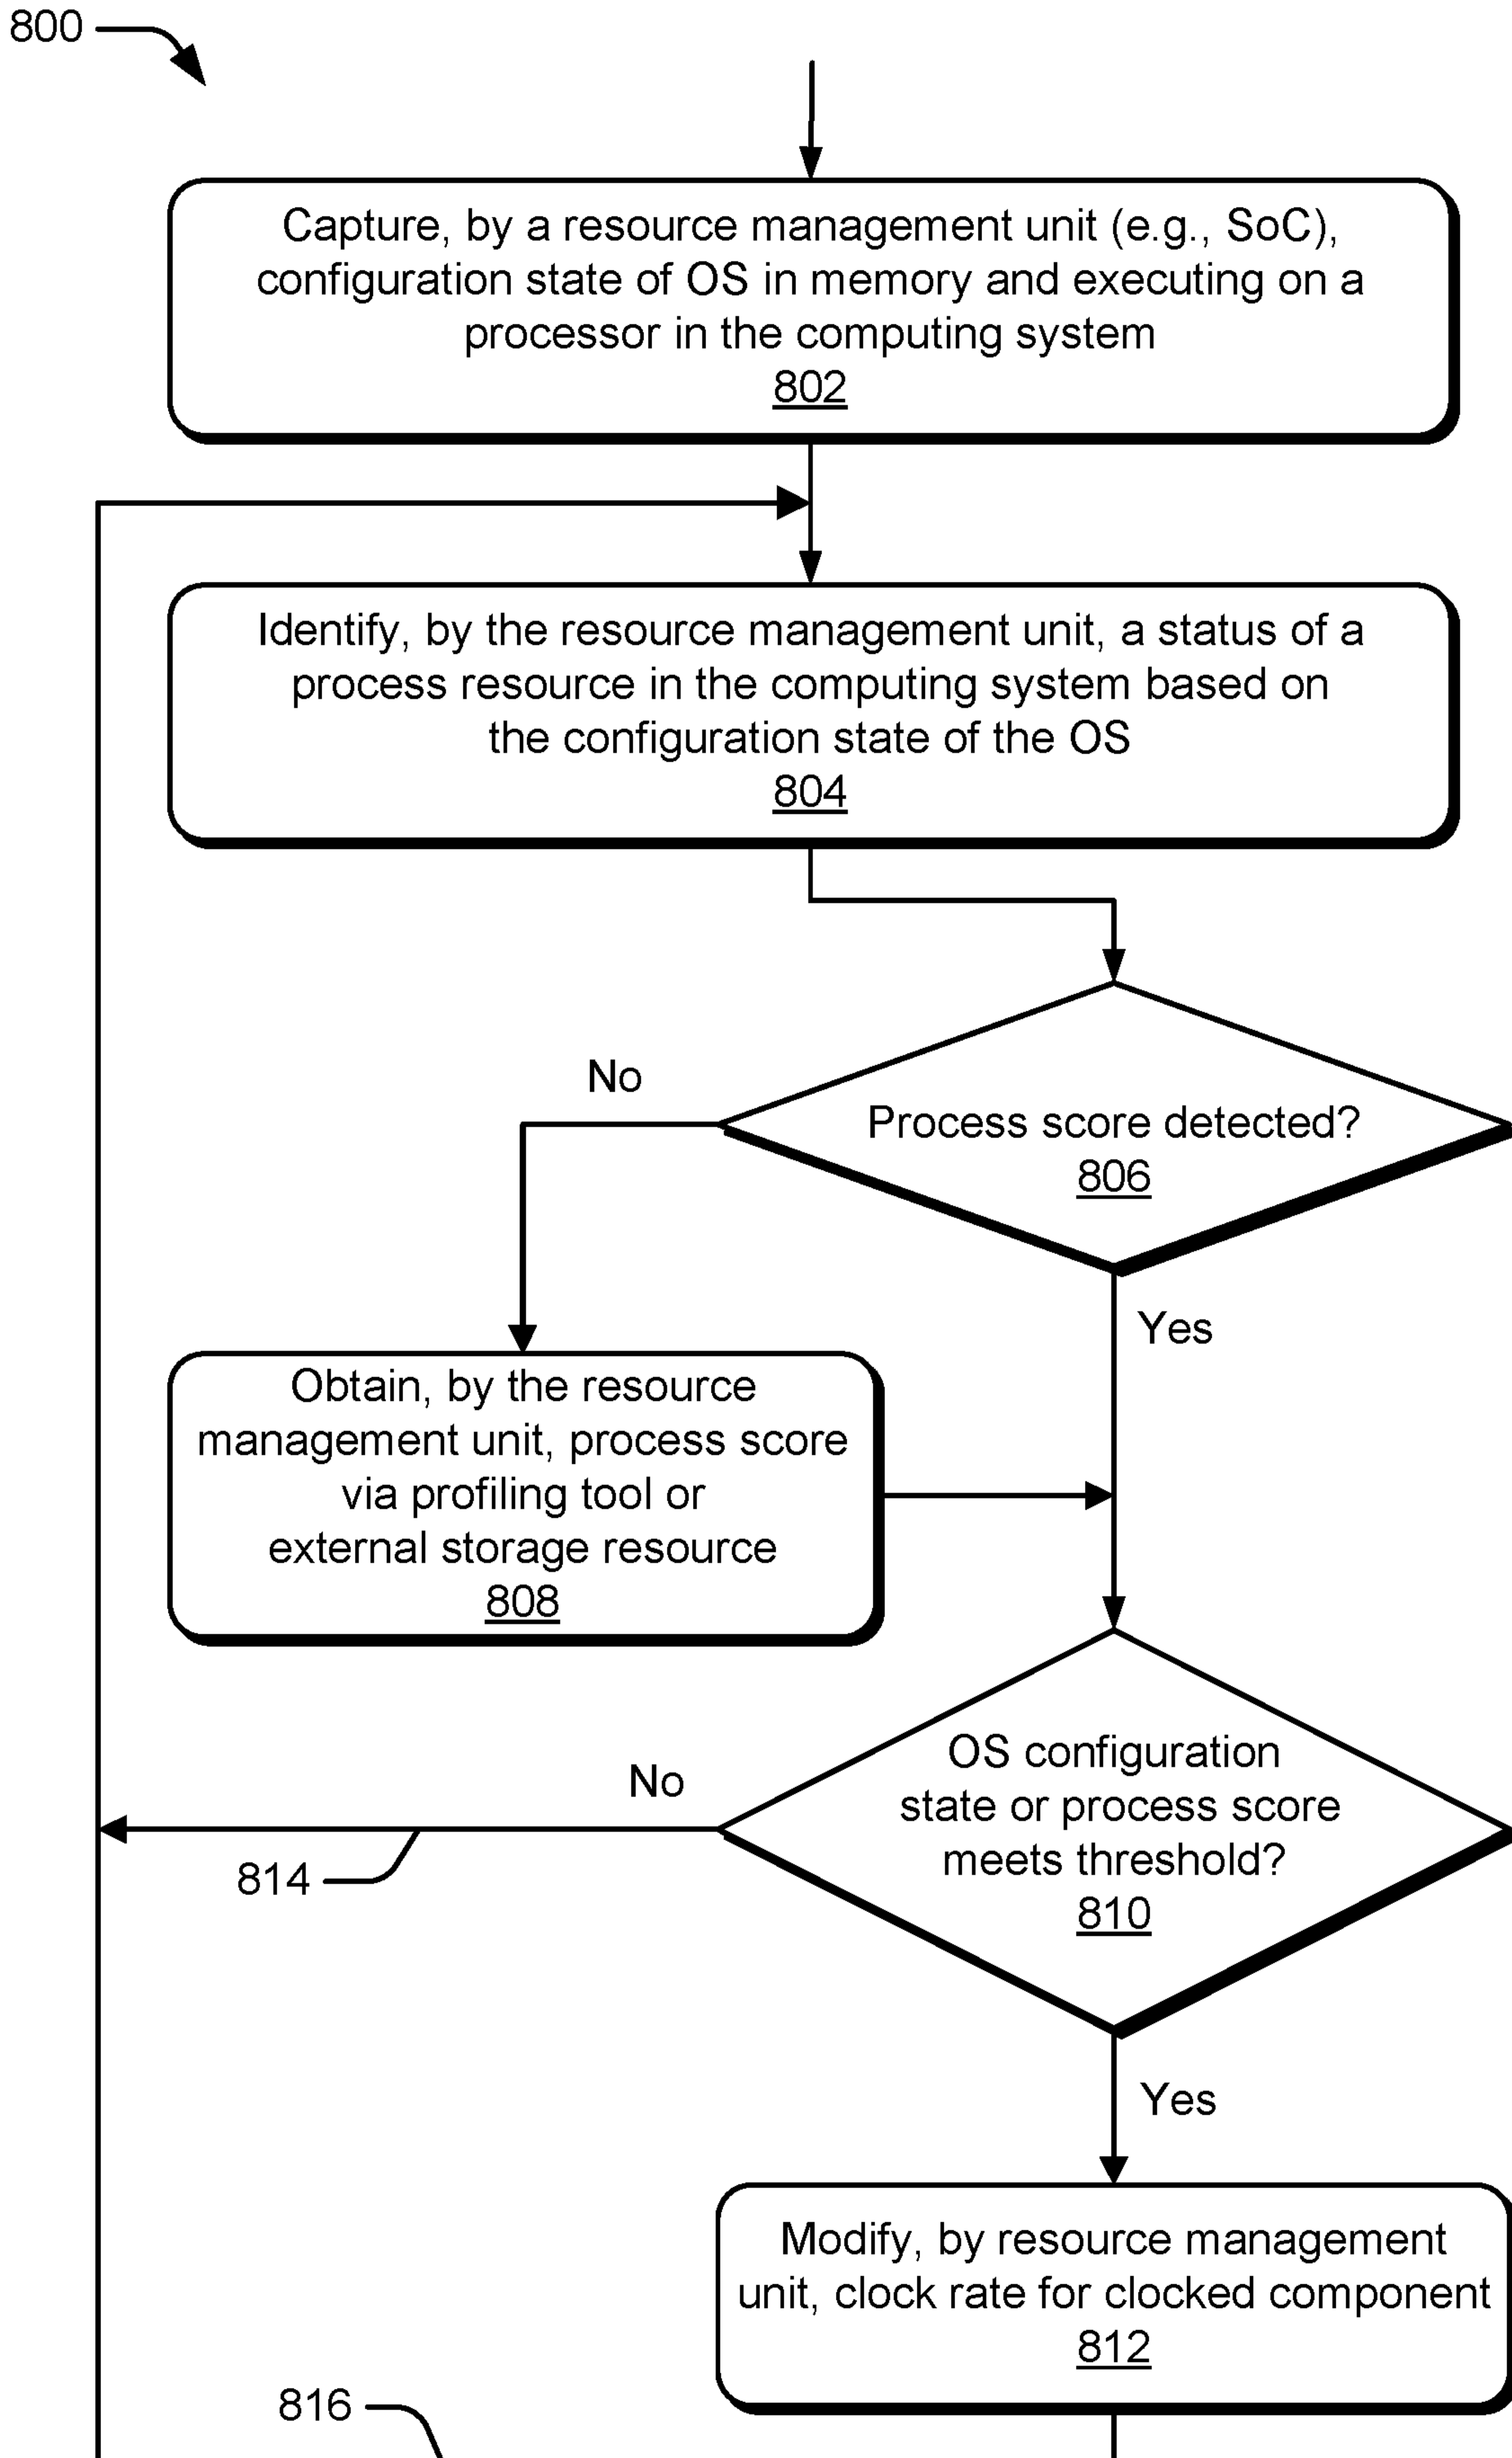 800
Capture, by a resource management unit (e.g., SoC),
configuration state of OS in memory and executing on a
processor in the computing system
802
Identify, by the resource management unit, a status of a
process resource in the computing system based on
the configuration state of the OS
804
No
Process score detected?
806
Yes
Obtain, by the resource
management unit, process score
via profiling tool or
external storage resource
808
No
OS configuration
state or process score
meets threshold?
810
814
Yes
Modify, by resource management
unit, clock rate for clocked component
812
816